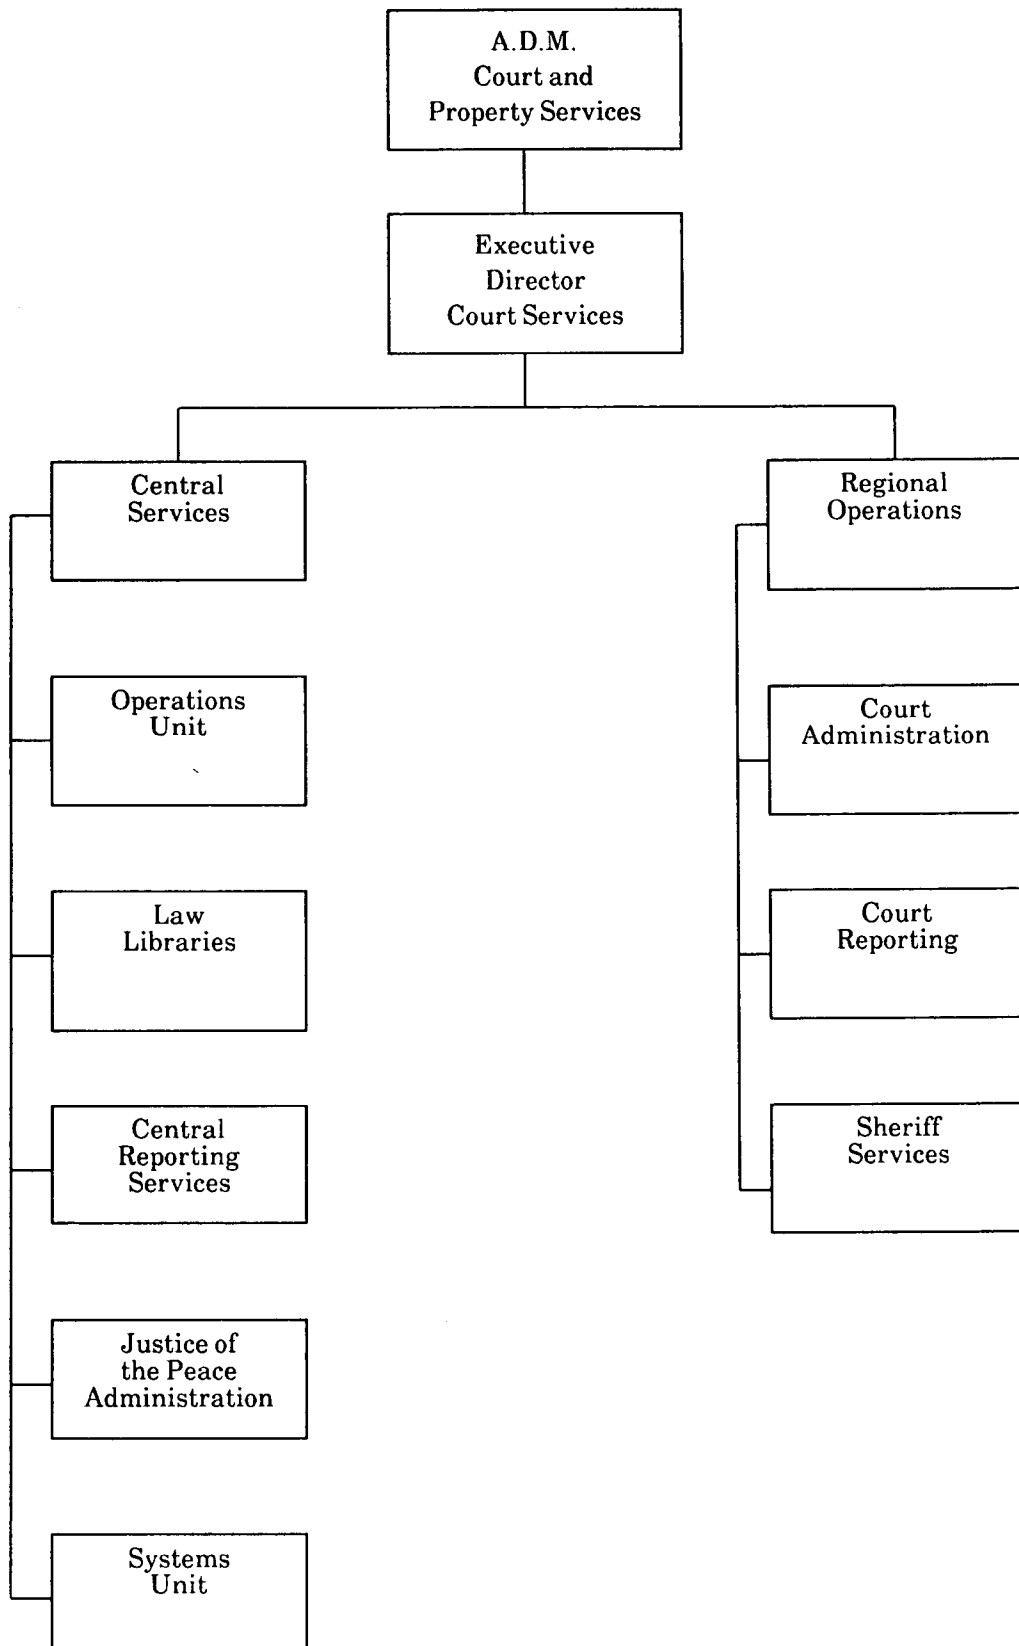 A.D.M.
Court and
Property Services
Executive
Director
Court Services
Central
Services
Regional
Operations
Operations
Unit
Court
Administration
Law
Libraries
Court
Reporting
Central
Reporting
Services
Sheriff
Services
Justice of
the Peace
Administration
Systems
Unit